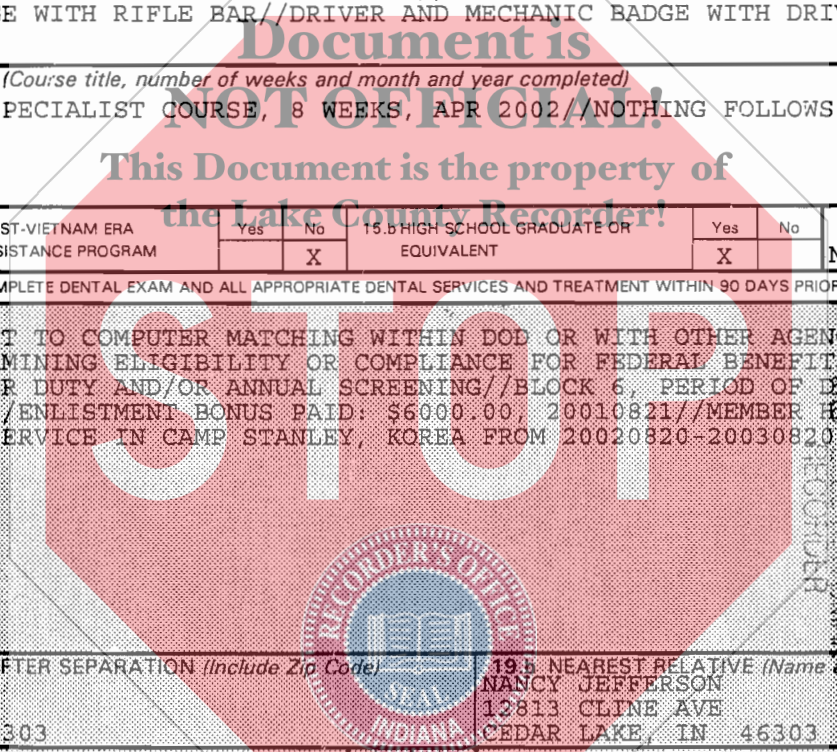 E WITH RIFLE BAR//DRIVER AND MECHANIC BADGE WITH DRIV
Document is
(Course title, number of weeks and month and year completed)
PECIALIST COURSE, 8 WEEKS, APR 2002//NOTHING FOLLOWS
NOT OFFICIAL!
This Document is the property of
the Lake County Recorder!
ST-VIETNAM ERA
SISTANCE PROGRAM
Yes
No
X
15.b HIGH SCHOOL GRADUATE OR
EQUIVALENT
Yes
No
X
MPLETE DENTAL EXAM AND ALL APPROPRIATE DENTAL SERVICES AND TREATMENT WITHIN 90 DAYS PRIOR
STOP
T TO COMPUTER MATCHING WITHIN DOD OR WITH OTHER AGEN
MINING ELIGIBILITY OR COMPLIANCE FOR FEDERAL BENEFIT
R DUTY AND/OR ANNUAL SCREENING//BLOCK 6, PERIOD OF D
/ENLISTMENT BONUS PAID: $6000.00, 20010821//MEMBER H
ERVICE IN CAMP STANLEY, KOREA FROM 20020820-20030820
RECORDER
RECORDER'S OFFICE
SEAL
INDIANA
FTER SEPARATION (Include Zip Code)
303
19.b NEAREST RELATIVE (Name
NANCY JEFFERSON
12813 CLINE AVE
CEDAR LAKE, IN 46303